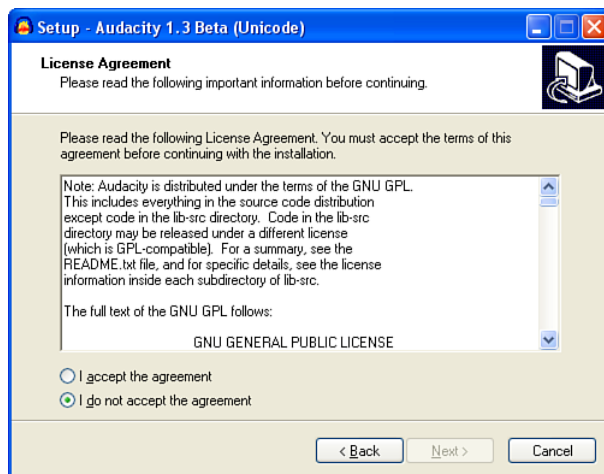 Setup - Audacity 1.3 Beta (Unicode)
License Agreement
Please read the following important information before continuing.
Please read the following License Agreement. You must accept the terms of this
agreement before continuing with the installation.
Note: Audacity is distributed under the terms of the GNU GPL.
This includes everything in the source code distribution
except code in the lib-src directory.  Code in the lib-src
directory may be released under a different license
(which is GPL-compatible).  For a summary, see the
README.txt file, and for specific details, see the license
information inside each subdirectory of lib-src.
The full text of the GNU GPL follows:
GNU GENERAL PUBLIC LICENSE
I accept the agreement
I do not accept the agreement
< Back
Next >
Cancel